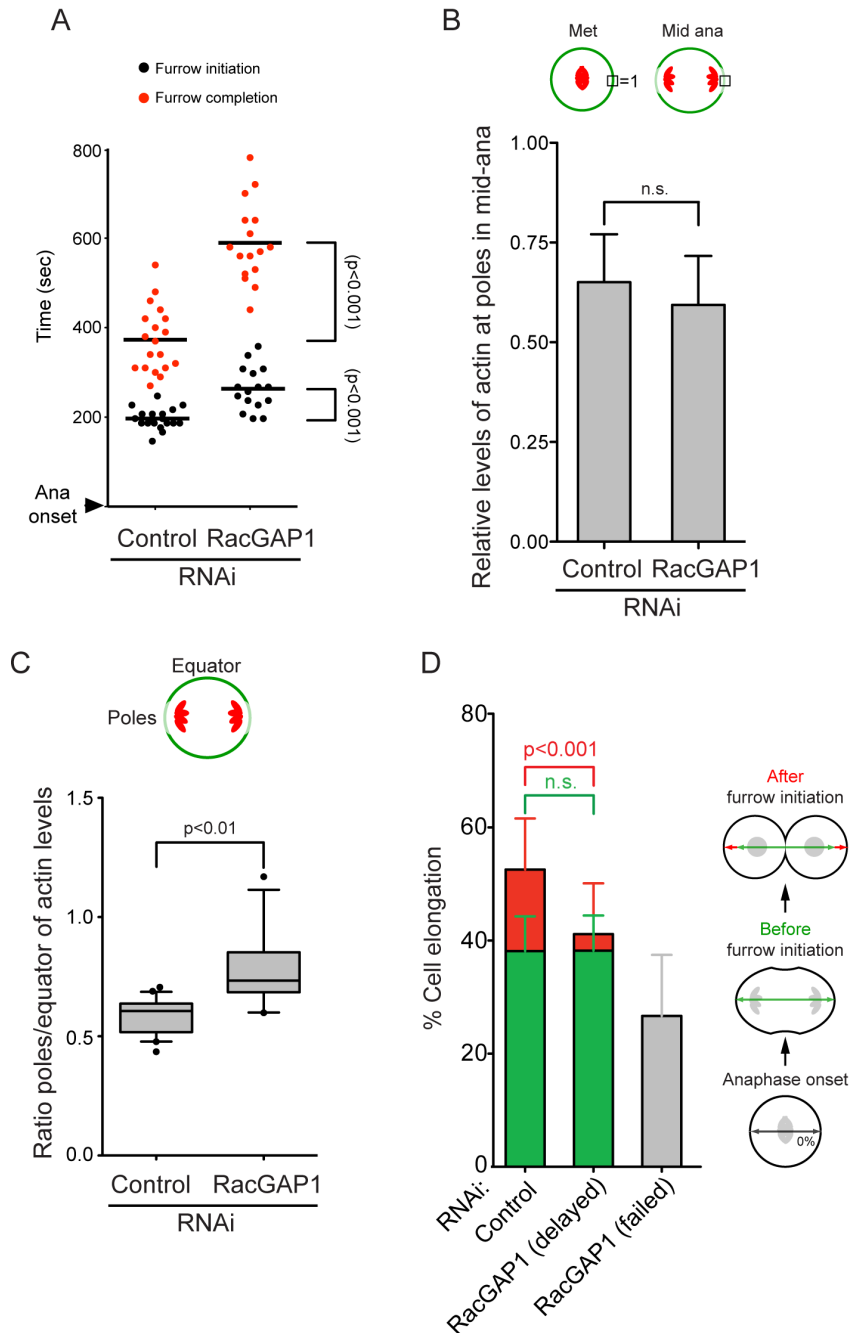 A
Furrow initiation
Furrow completion
800
600
400
200
Time (sec)
(p<0.001)
(p<0.001)
Ana
onset
Control RacGAP1
RNAi
B
Met
Mid ana
=1
1.00
0.75
0.50
0.25
0.00
Relative levels of actin at poles in mid-ana
n.s.
Control RacGAP1
RNAi
C
Equator
Poles
1.5
1.0
0.5
0.0
Ratio poles/equator of actin levels
p<0.01
Control RacGAP1
RNAi
D
80
60
40
20
0
% Cell elongation
p<0.001
n.s.
RNAi:
Control
RacGAP1 (delayed)
RacGAP1 (failed)
After
furrow initiation
Before
furrow initiation
Anaphase onset
0%